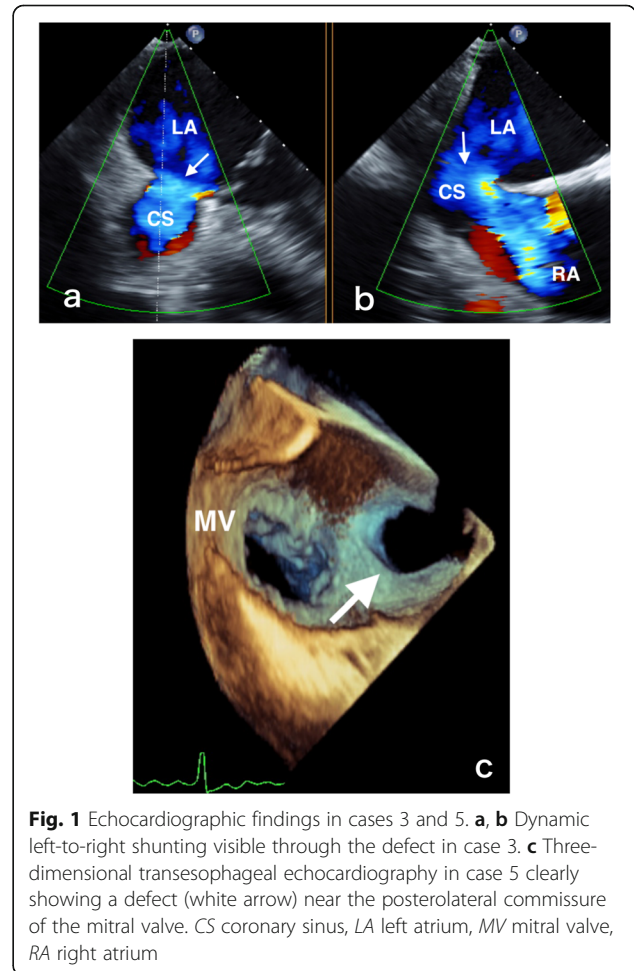 P
P
LA
LA
CS
CS
RA
a
b
MV
c
Fig. 1 Echocardiographic findings in cases 3 and 5. a, b Dynamic
left-to-right shunting visible through the defect in case 3. c Three-
dimensional transesophageal echocardiography in case 5 clearly
showing a defect (white arrow) near the posterolateral commissure
of the mitral valve. CS coronary sinus, LA left atrium, MV mitral valve,
RA right atrium